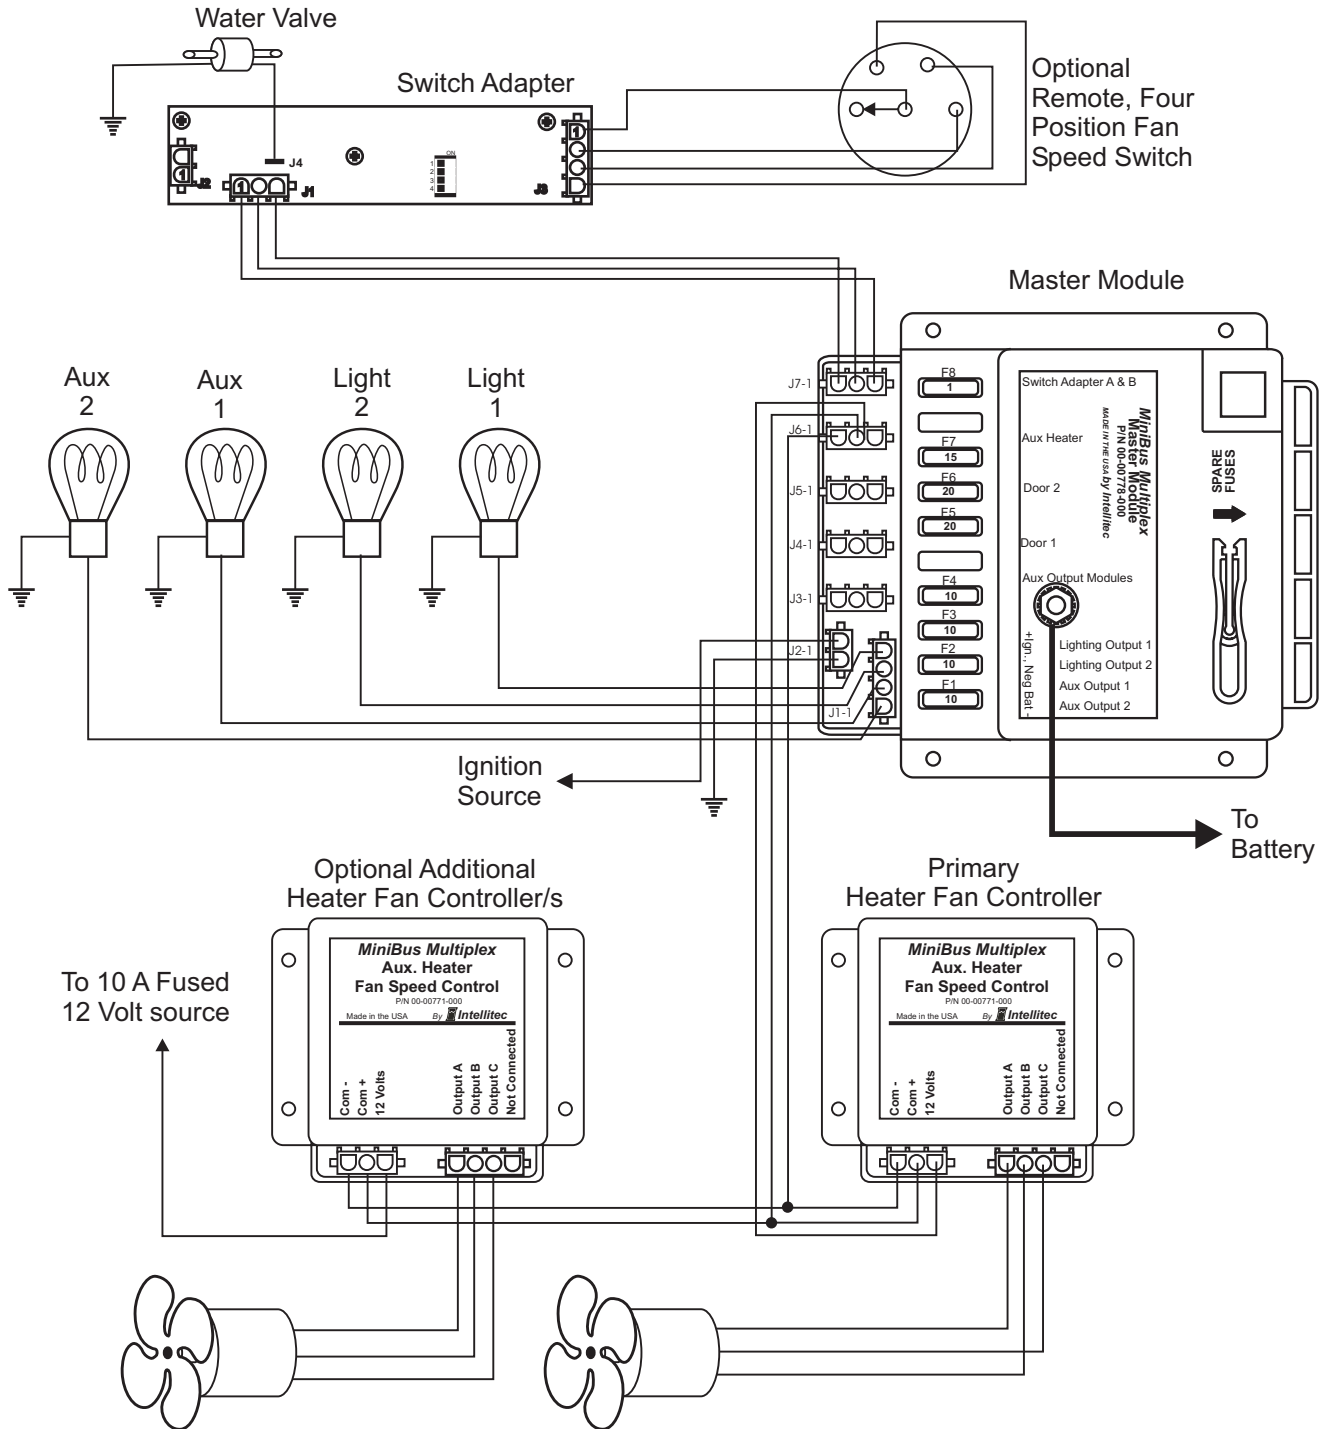 Water Valve
Switch Adapter
Optional
Remote, Four
Position Fan
Speed Switch
ON
1
2
3
4
1
J2
J4
1
J1
J3
1
Master Module
Aux
2
Aux
1
Light
2
Light
1
J7-1
J6-1
J5-1
J4-1
J3-1
J2-1
J1-1
F8
1
F7
15
F6
20
F5
20
F4
10
F3
10
F2
10
F1
10
Switch Adapter A & B
Aux Heater
Door 2
Door 1
Aux Output Modules
Lighting Output 1
Lighting Output 2
Aux Output 1
Aux Output 2
+Ign., Neg Bat -
MiniBus Multiplex
Master Module
P/N 00-00778-000
MADE IN THE USA by Intellitec
SPARE
FUSES
Ignition
Source
To
Battery
Optional Additional
Heater Fan Controller/s
Primary
Heater Fan Controller
To 10 A Fused
12 Volt source
MiniBus Multiplex
Aux. Heater
Fan Speed Control
P/N 00-00771-000
Made in the USA By Intellitec
Com -
Com +
12 Volts
Output A
Output B
Output C
Not Connected
MiniBus Multiplex
Aux. Heater
Fan Speed Control
P/N 00-00771-000
Made in the USA By Intellitec
Com -
Com +
12 Volts
Output A
Output B
Output C
Not Connected